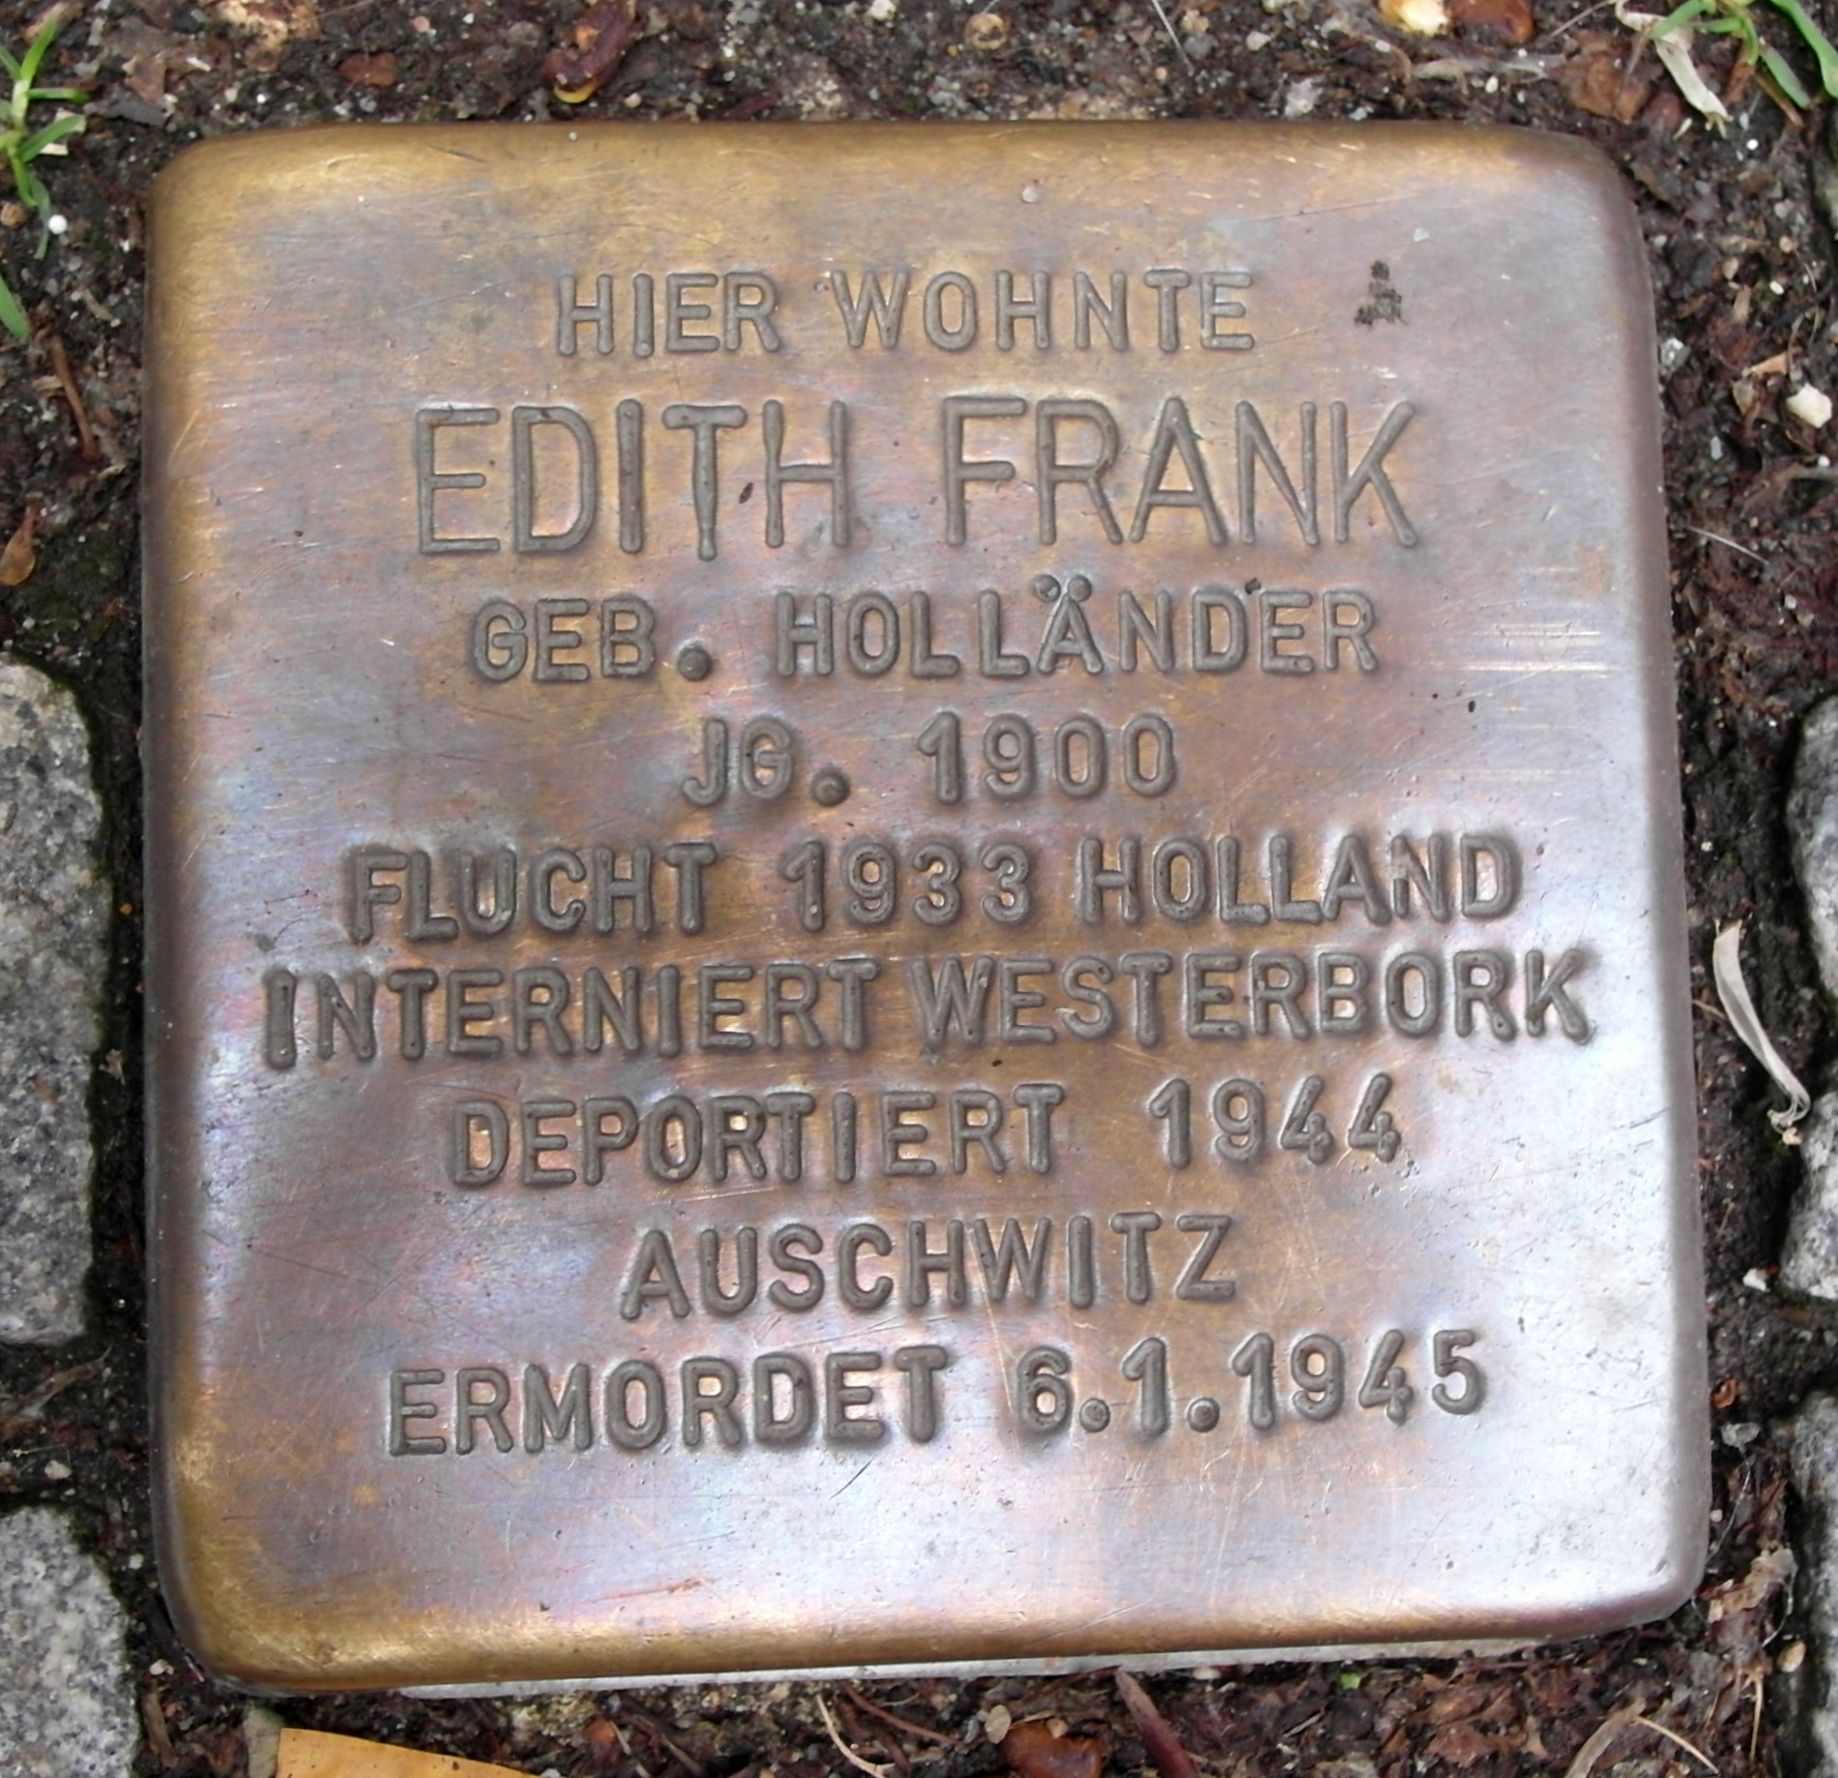 HIER WOHNTE
EDITH FRANK
GEB. HOLLÄNDER
JG. 1900
FLUCHT 1933 HOLLAND
INTERNIERT WESTERBORK
DEPORTIERT 1944
AUSCHWITZ
ERMORDET 6.1.1945